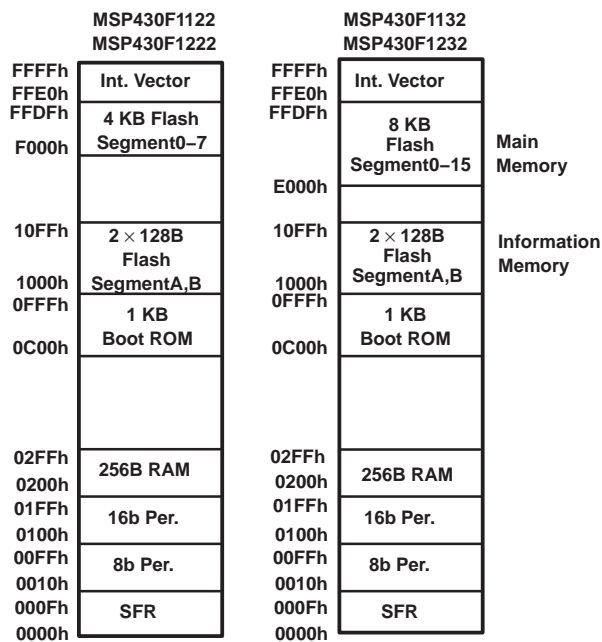 MSP430F1122
MSP430F1222
FFFFh
Int. Vector
FFE0h
FFDFh
4 KB Flash
Segment0–7
F000h
10FFh
2 × 128B
Flash
SegmentA,B
1000h
0FFFh
1 KB
Boot ROM
0C00h
02FFh
256B RAM
0200h
01FFh
16b Per.
0100h
00FFh
8b Per.
0010h
000Fh
SFR
0000h
MSP430F1132
MSP430F1232
FFFFh
Int. Vector
FFE0h
FFDFh
8 KB
Flash
Segment0–15
E000h
Main
Memory
10FFh
2 × 128B
Flash
SegmentA,B
1000h
Information
Memory
0FFFh
1 KB
Boot ROM
0C00h
02FFh
256B RAM
0200h
01FFh
16b Per.
0100h
00FFh
8b Per.
0010h
000Fh
SFR
0000h